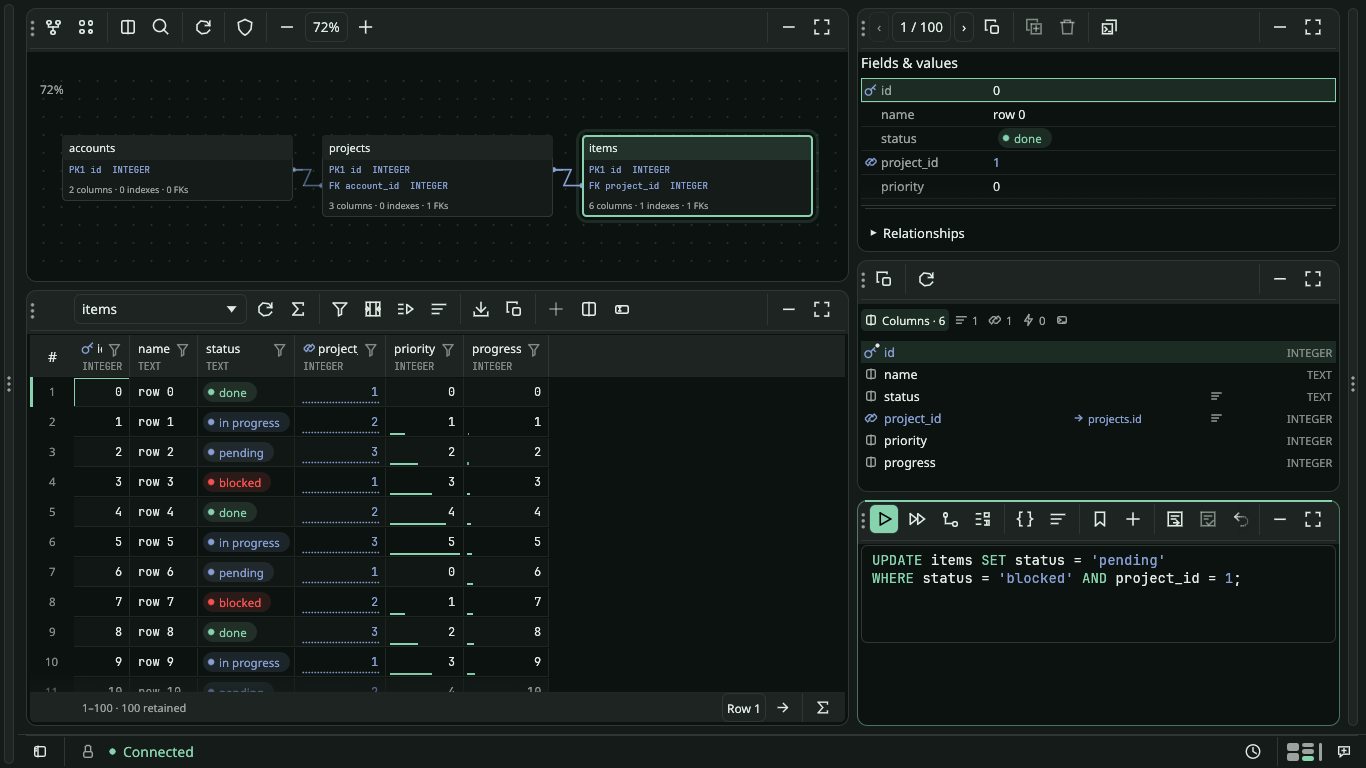 72%
72%
accounts
PK1 id INTEGER
2 columns · 0 indexes · 0 FKs
projects
PK1 id INTEGER
FK account_id INTEGER
3 columns · 0 indexes · 1 FKs
items
PK1 id INTEGER
FK project_id INTEGER
6 columns · 1 indexes · 1 FKs
items
# name status project priority progress
INTEGER TEXT TEXT INTEGER INTEGER INTEGER
1 0 row 0 done 1 0 0
2 1 row 1 in progress 2 1 1
3 2 row 2 pending 3 2 2
4 3 row 3 blocked 1 3 3
5 4 row 4 done 2 4 4
6 5 row 5 in progress 3 5 5
7 6 row 6 pending 1 0 6
8 7 row 7 blocked 2 1 7
9 8 row 8 done 3 2 8
10 9 row 9 in progress 1 3 9
11 10 row 10 pending 2 4 10
1–100 · 100 retained
Row 1
1 / 100
Fields & values
id 0
name row 0
status done
project_id 1
priority 0
Relationships
Columns · 6 1 1 0
id INTEGER
name TEXT
status TEXT
project_id → projects.id INTEGER
priority INTEGER
progress INTEGER
UPDATE items SET status = 'pending'
WHERE status = 'blocked' AND project_id = 1;
Connected